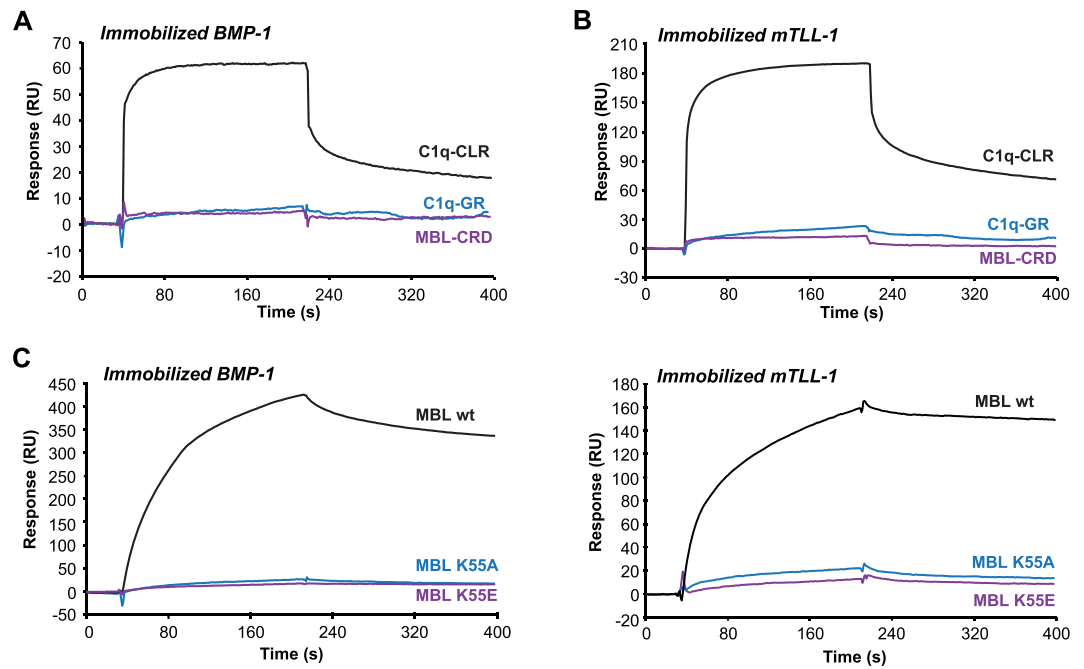 A
Immobilized BMP-1
70
60
50
40
30
20
10
0
-10
-20
Response (RU)
C1q-CLR
C1q-GR
MBL-CRD
0 80 160 240 320 400
Time (s)
B
Immobilized mTLL-1
210
180
150
120
90
60
30
0
-30
Response (RU)
C1q-CLR
C1q-GR
MBL-CRD
0 80 160 240 320 400
Time (s)
C
Immobilized BMP-1
450
400
350
300
250
200
150
100
50
0
-50
Response (RU)
MBL wt
MBL K55A
MBL K55E
0 80 160 240 320 400
Time (s)
Immobilized mTLL-1
180
160
140
120
100
80
60
40
20
0
-20
Response (RU)
MBL wt
MBL K55A
MBL K55E
0 80 160 240 320 400
Time (s)